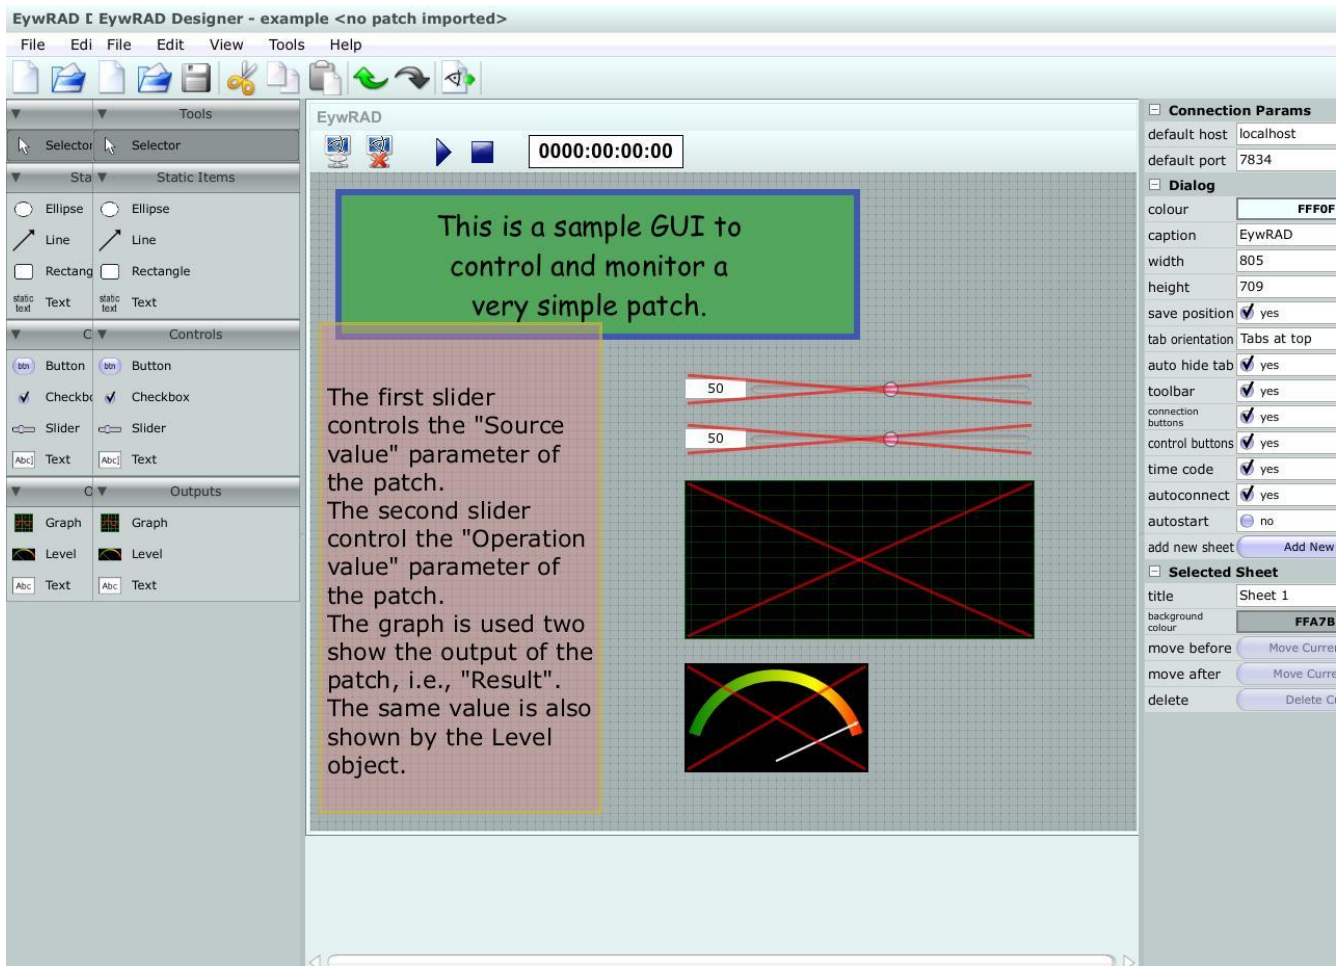 EywRAD D EywRAD Designer - example <no patch imported>
File Edi File Edit View Tools Help
Tools
Selector Selector
Sta Static Items
Ellipse Ellipse
Line Line
Rectang Rectangle
static text Text static text Text
C Controls
btn Button btn Button
Checkbo Checkbox
Slider Slider
Abc] Text Abc] Text
O Outputs
Graph Graph
Level Level
Abc Text Abc Text
EywRAD
0000:00:00:00
This is a sample GUI to
control and monitor a
very simple patch.
The first slider
controls the "Source
value" parameter of
the patch.
The second slider
control the "Operation
value" parameter of
the patch.
The graph is used two
show the output of the
patch, i.e., "Result".
The same value is also
shown by the Level
object.
50
50
Connection Params
default host localhost
default port 7834
Dialog
colour FFF0F
caption EywRAD
width 805
height 709
save position yes
tab orientation Tabs at top
auto hide tab yes
toolbar yes
connection buttons yes
control buttons yes
time code yes
autoconnect yes
autostart no
add new sheet Add New
Selected Sheet
title Sheet 1
background colour FFA7B
move before Move Curre
move after Move Curre
delete Delete C